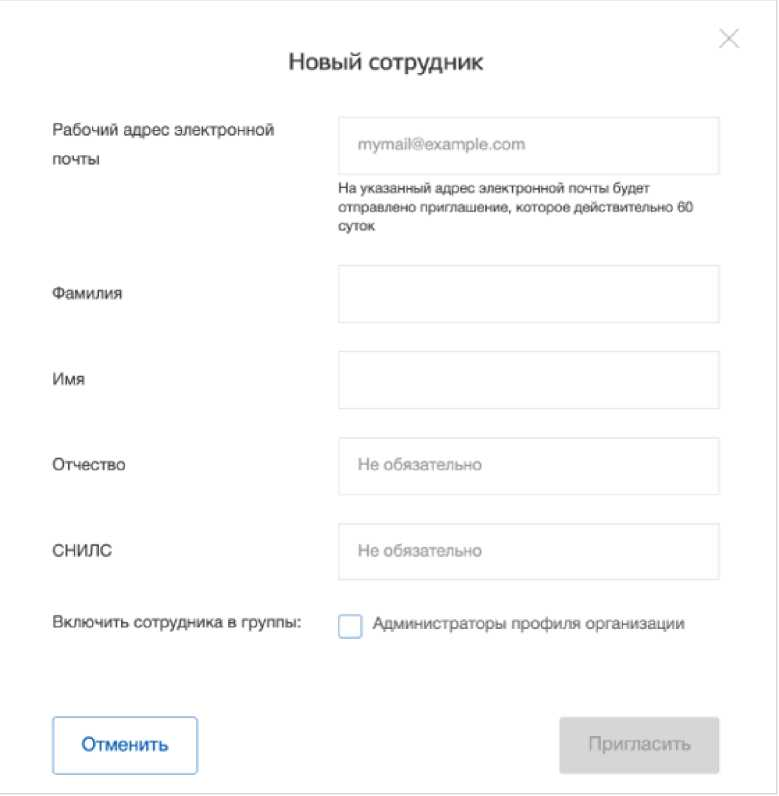 Новый сотрудник
Рабочий адрес электронной
почты
mymail@example.com
На указанный адрес электронной почты будет
отправлено приглашение, которое действительно 60
суток
Фамилия
Имя
Отчество
Не обязательно
СНИЛС
Не обязательно
Включить сотрудника в группы:
Администраторы профиля организации
Отменить
Пригласить